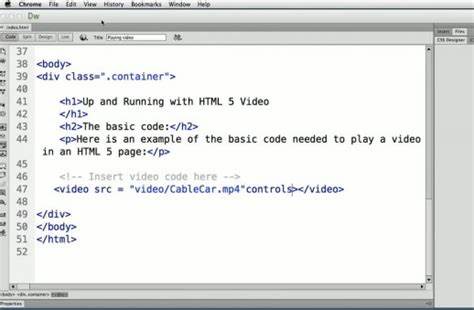 Chrome File Edit View History Bookmarks Window Help
Dw
index.html
Code Split Design Live Title Playing video
Insert Files
CSS Designer
37
38 <body>
39 <div class=".container">
40
41 <h1>Up and Running with HTML 5 Video
42 </h1>
43 <h2>The basic code:</h2>
44 <p>Here is an example of the basic code needed to play a video
in an HTML 5 page:</p>
45
46 <!-- Insert video code here -->
47 <video src = "video/CableCar.mp4"controls></video>
48
49 </div>
50 </body>
51 </html>
<body> <div.container> <video>
Properties